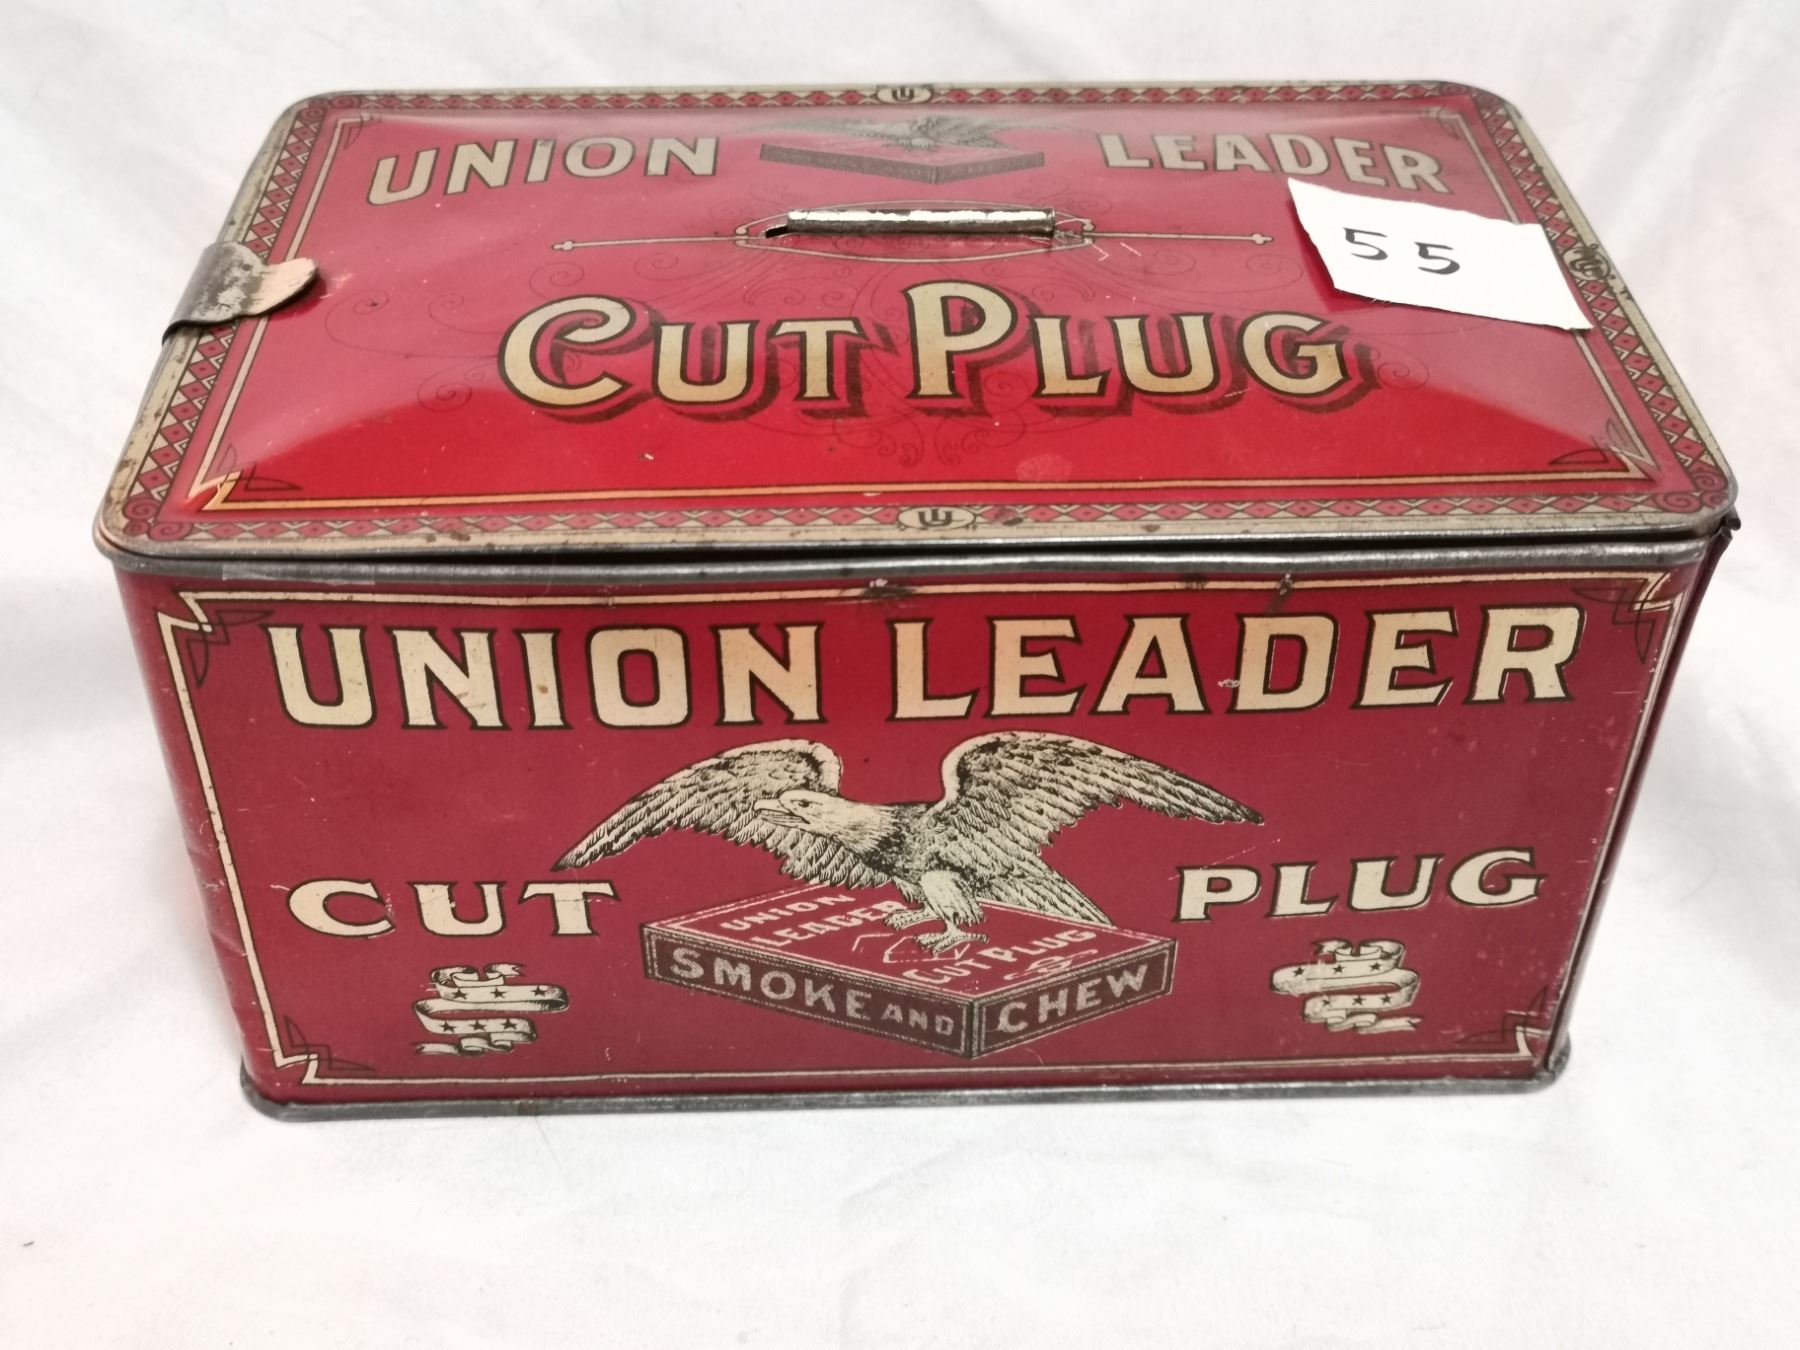 UNION LEADER
55
CUT PLUG
UNION LEADER
CUT PLUG
UNION
LEADER
CUT PLUG
SMOKE AND CHEW